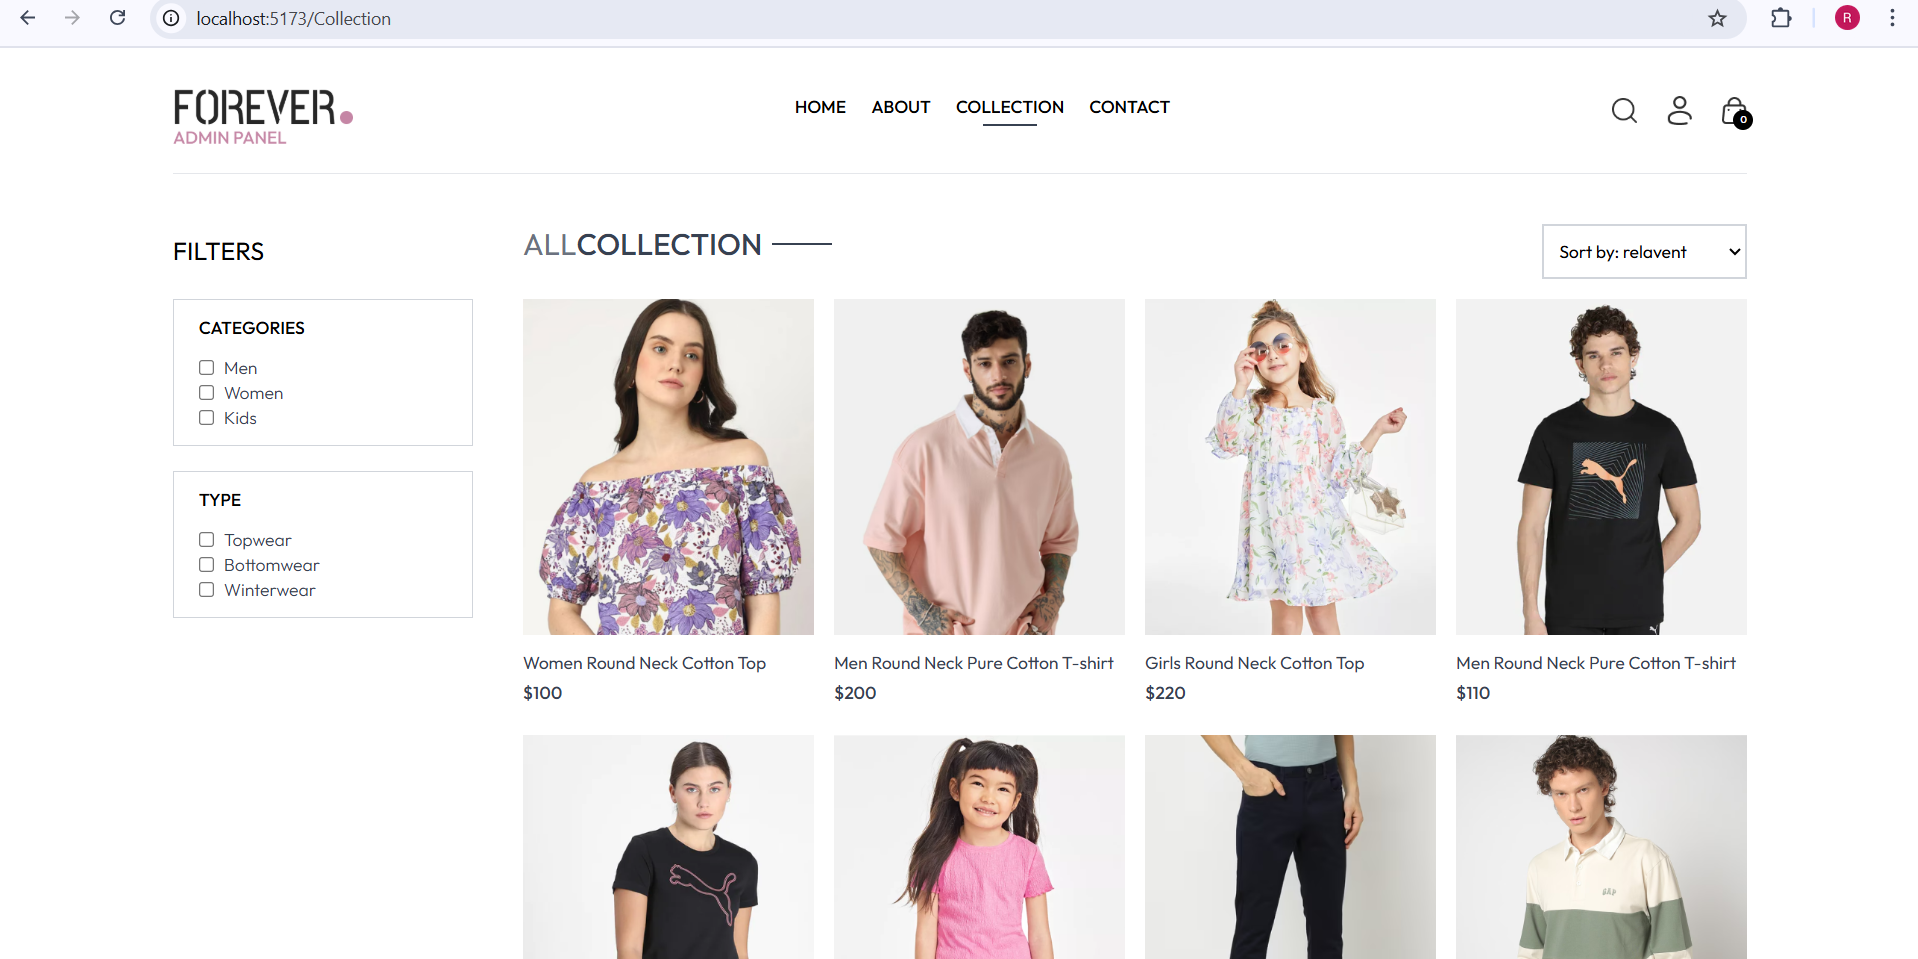 localhost:5173/Collection
R
FOREVER.
ADMIN PANEL
HOME ABOUT COLLECTION CONTACT
0
FILTERS
ALLCOLLECTION
Sort by: relavent
CATEGORIES
Men
Women
Kids
TYPE
Topwear
Bottomwear
Winterwear
Women Round Neck Cotton Top
$100
Men Round Neck Pure Cotton T-shirt
$200
Girls Round Neck Cotton Top
$220
Men Round Neck Pure Cotton T-shirt
$110
GAP